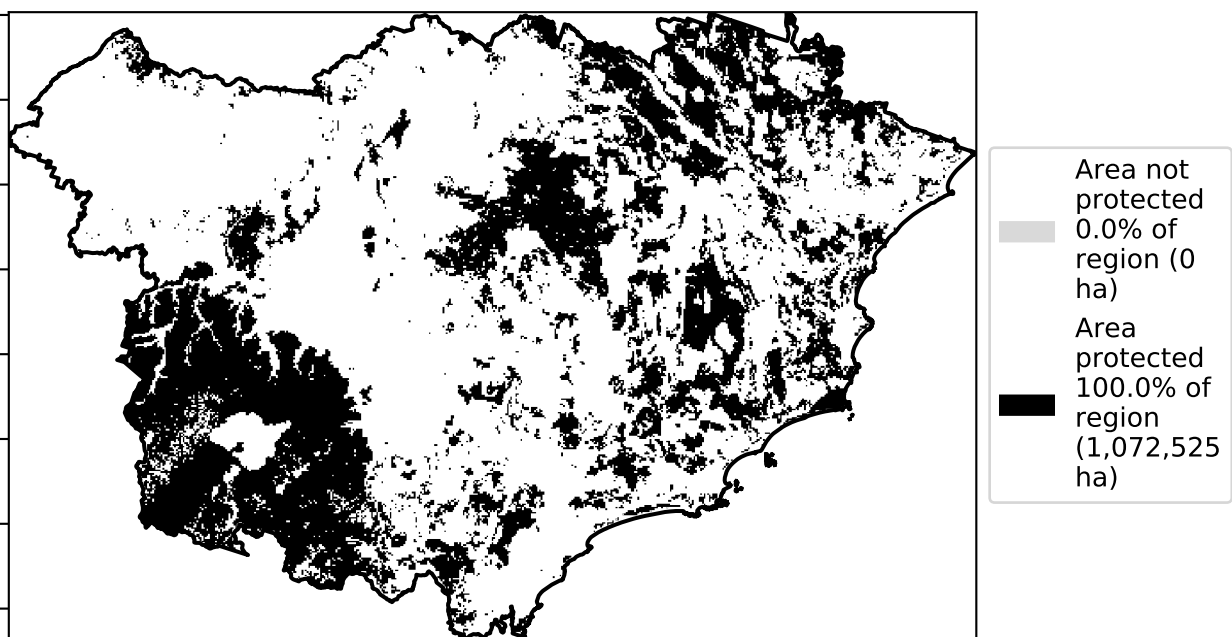 Area not
protected
0.0% of
region (0
ha)
Area
protected
100.0% of
region
(1,072,525
ha)